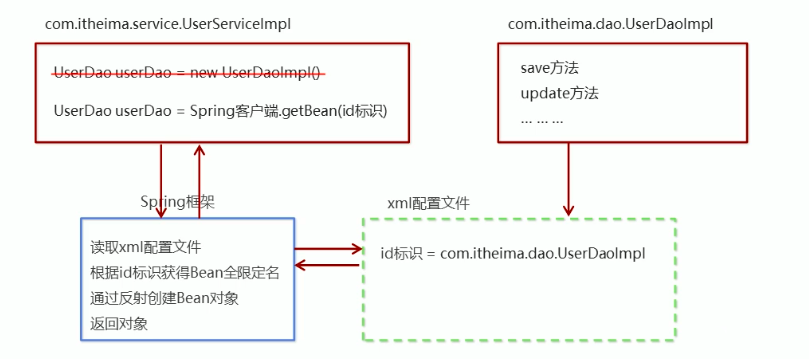 com.itheima.service.UserServiceImpl
com.itheima.dao.UserDaoImpl
UserDao userDao = new UserDaoImpl()
UserDao userDao = Spring客户端.getBean(id标识)
save方法
update方法
... ... ...
Spring框架
xml配置文件
读取xml配置文件
根据id标识获得Bean全限定名
通过反射创建Bean对象
返回对象
id标识 = com.itheima.dao.UserDaoImpl